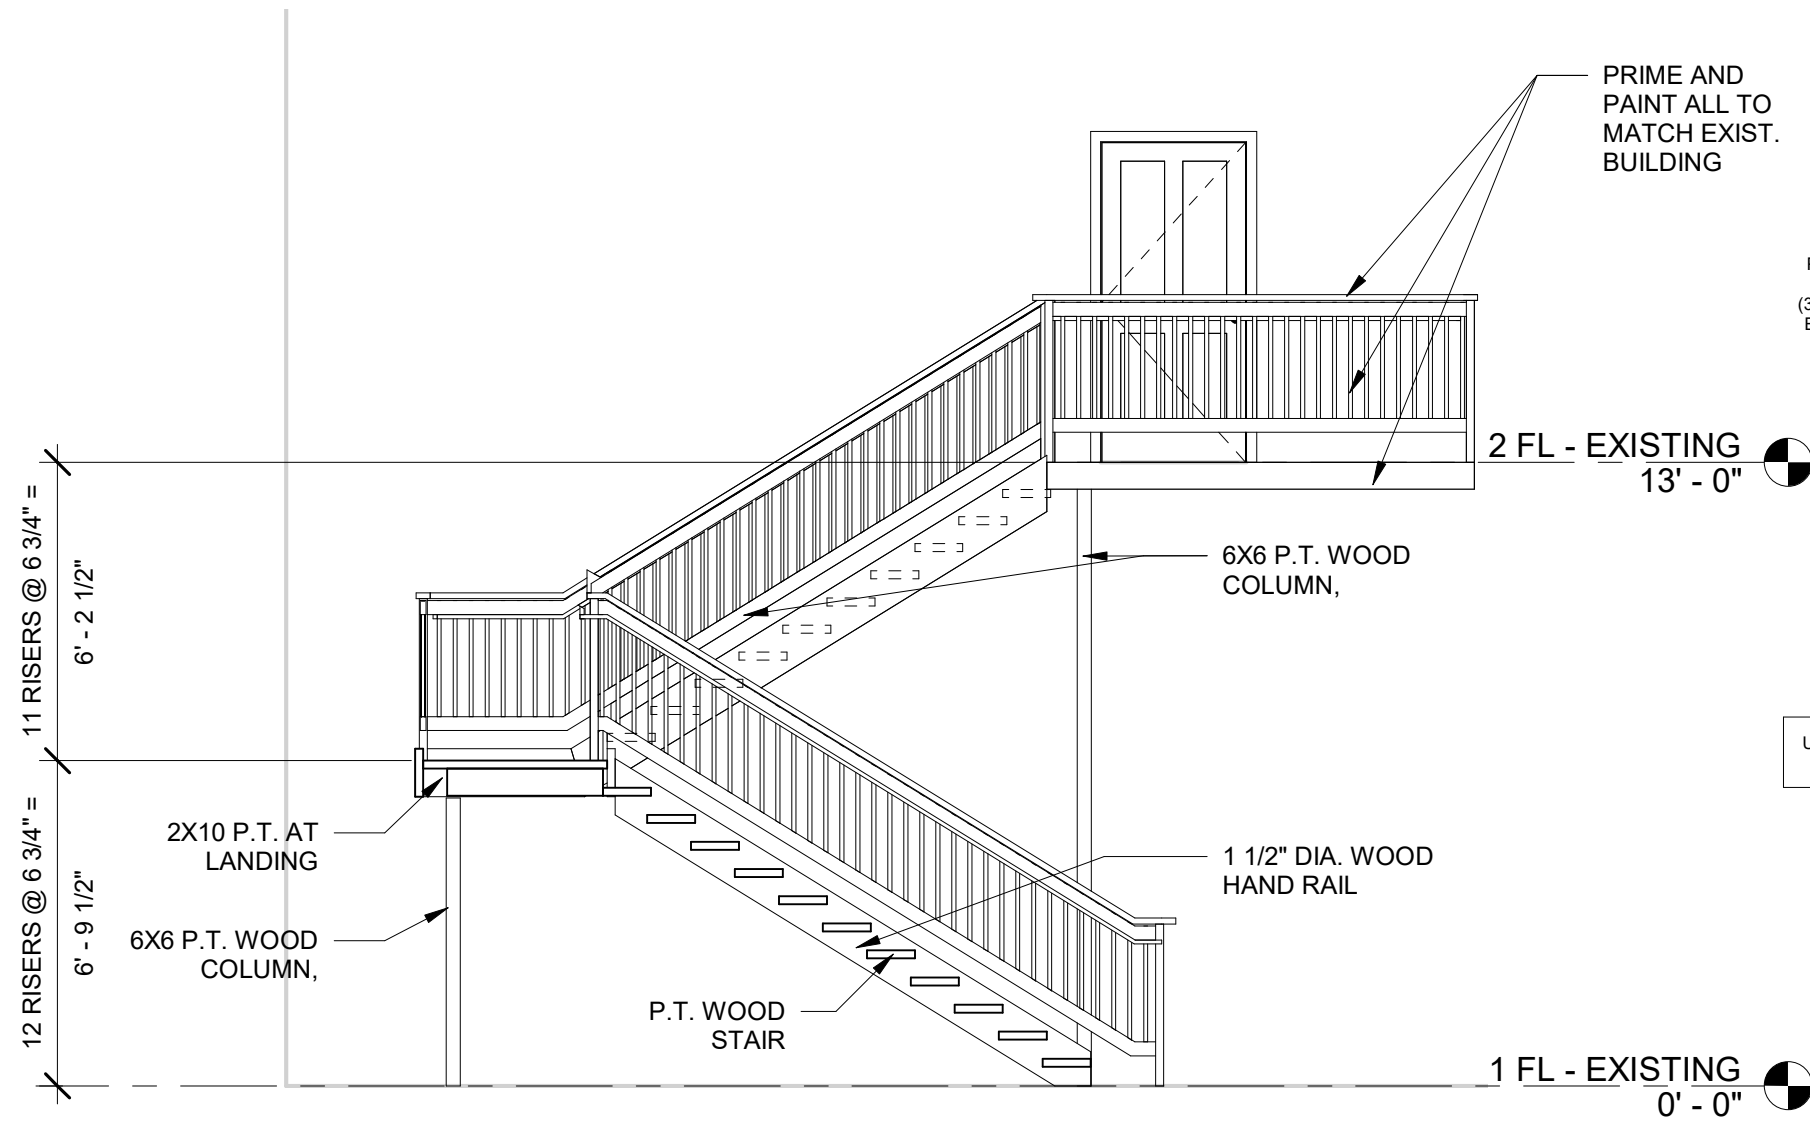 PRIME AND
PAINT ALL TO
MATCH EXIST.
BUILDING
2 FL - EXISTING
13' - 0"
11 RISERS @ 6 3/4" =
6' - 2 1/2"
6X6 P.T. WOOD
COLUMN,
2X10 P.T. AT
LANDING
12 RISERS @ 6 3/4" =
6' - 9 1/2"
1 1/2" DIA. WOOD
HAND RAIL
6X6 P.T. WOOD
COLUMN,
P.T. WOOD
STAIR
1 FL - EXISTING
0' - 0"